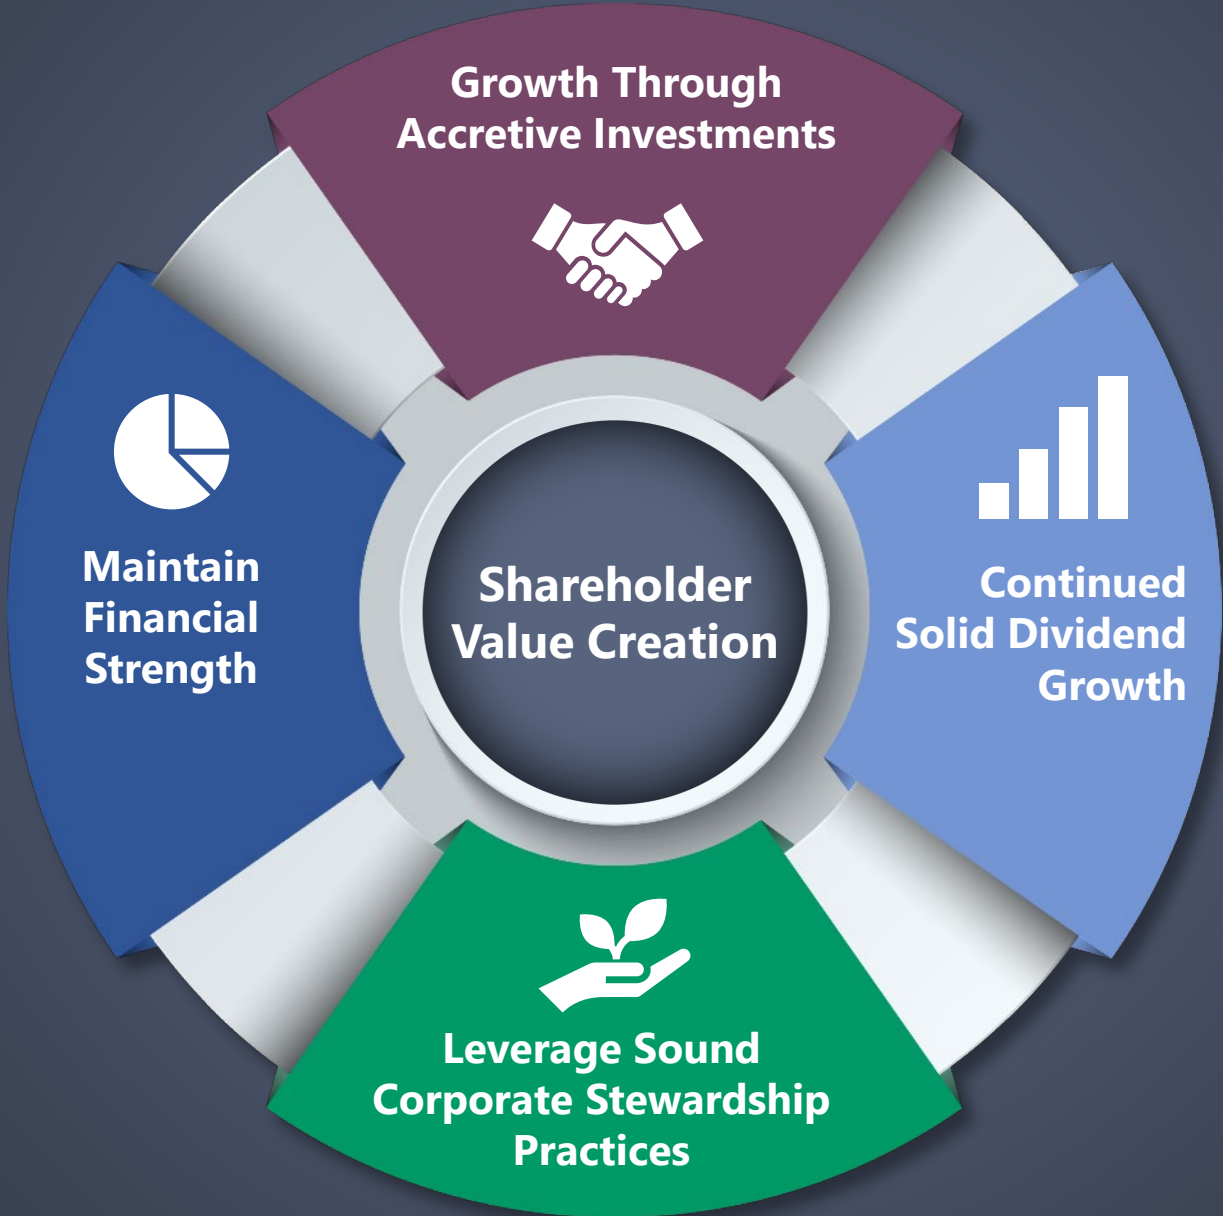 Growth Through
Accretive Investments
Maintain
Financial
Strength
Shareholder
Value Creation
Continued
Solid Dividend
Growth
Leverage Sound
Corporate Stewardship
Practices